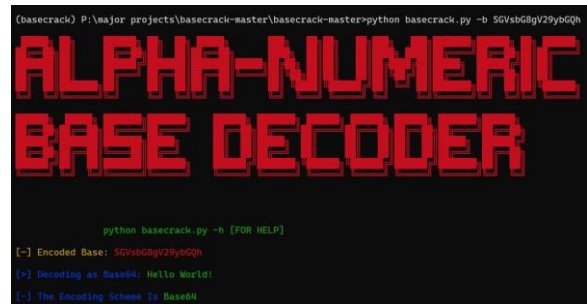 (basecrack) P:\major projects\basecrack-master\basecrack-master>python basecrack.py -b SGVsbG8gV29ybGQh
ALPHA-NUMERIC
BASE DECODER
python basecrack.py -h [FOR HELP]
[-] Encoded Base: SGVsbG8gV29ybGQh
[>] Decoding as Base64: Hello World!
[-] The Encoding Scheme Is Base64